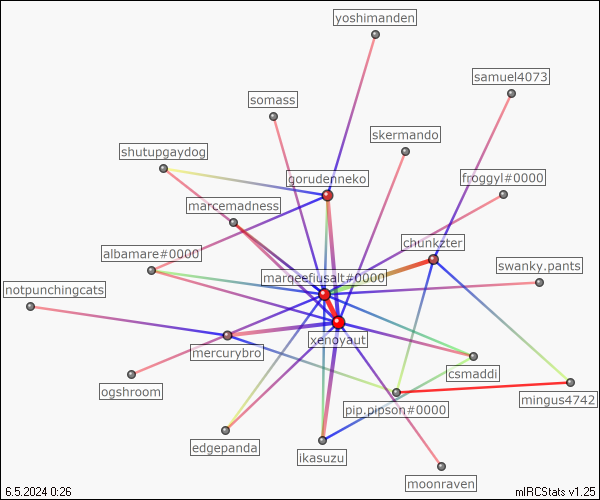 yoshimanden
samuel4073
somass
skermando
shutupgaydog
gorudenneko
froggyl#0000
marcemadness
chunkzter
albamare#0000
swanky.pants
marqeefiusalt#0000
notpunchingcats
xenoyaut
mercurybro
csmaddi
ogshroom
mingus4742
pip.pipson#0000
edgepanda
ikasuzu
moonraven
6.5.2024 0:26
mIRCStats v1.25